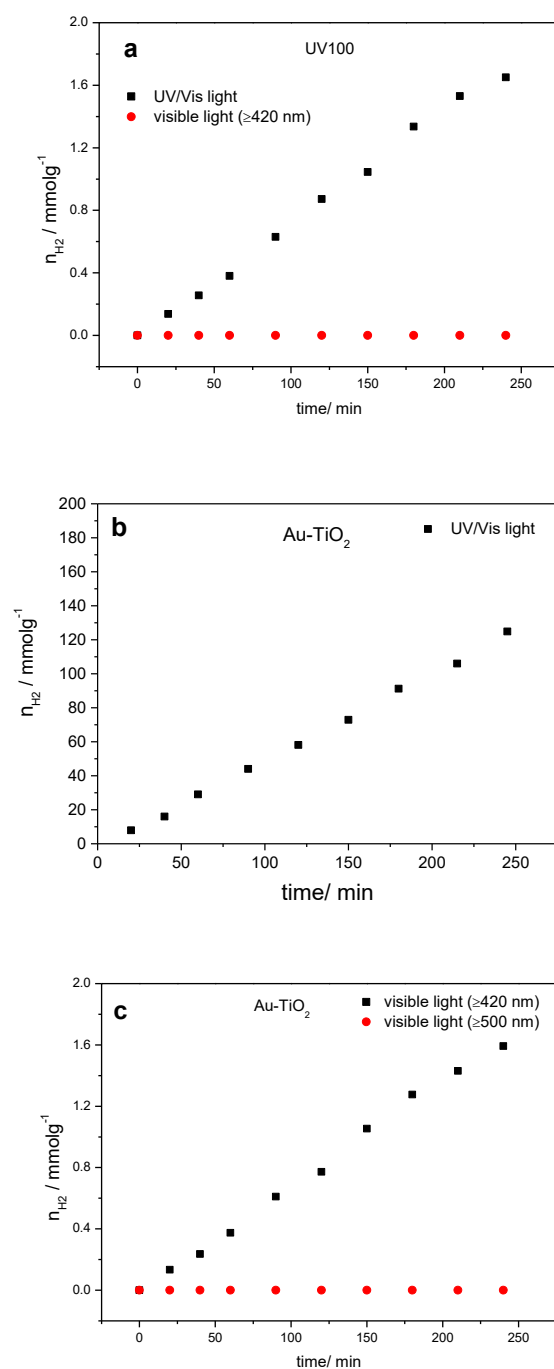 a
UV100
UV/Vis light
visible light (≥420 nm)
2.0
1.6
1.2
0.8
0.4
0.0
n_H2 / mmolg^-1
0 50 100 150 200 250
time/ min
b
Au-TiO₂
UV/Vis light
200
180
160
140
120
100
80
60
40
20
0
n_H2 / mmolg^-1
0 50 100 150 200 250
time/ min
c
Au-TiO₂
visible light (≥420 nm)
visible light (≥500 nm)
2.0
1.6
1.2
0.8
0.4
0.0
n_H2 / mmolg^-1
0 50 100 150 200 250
time/ min